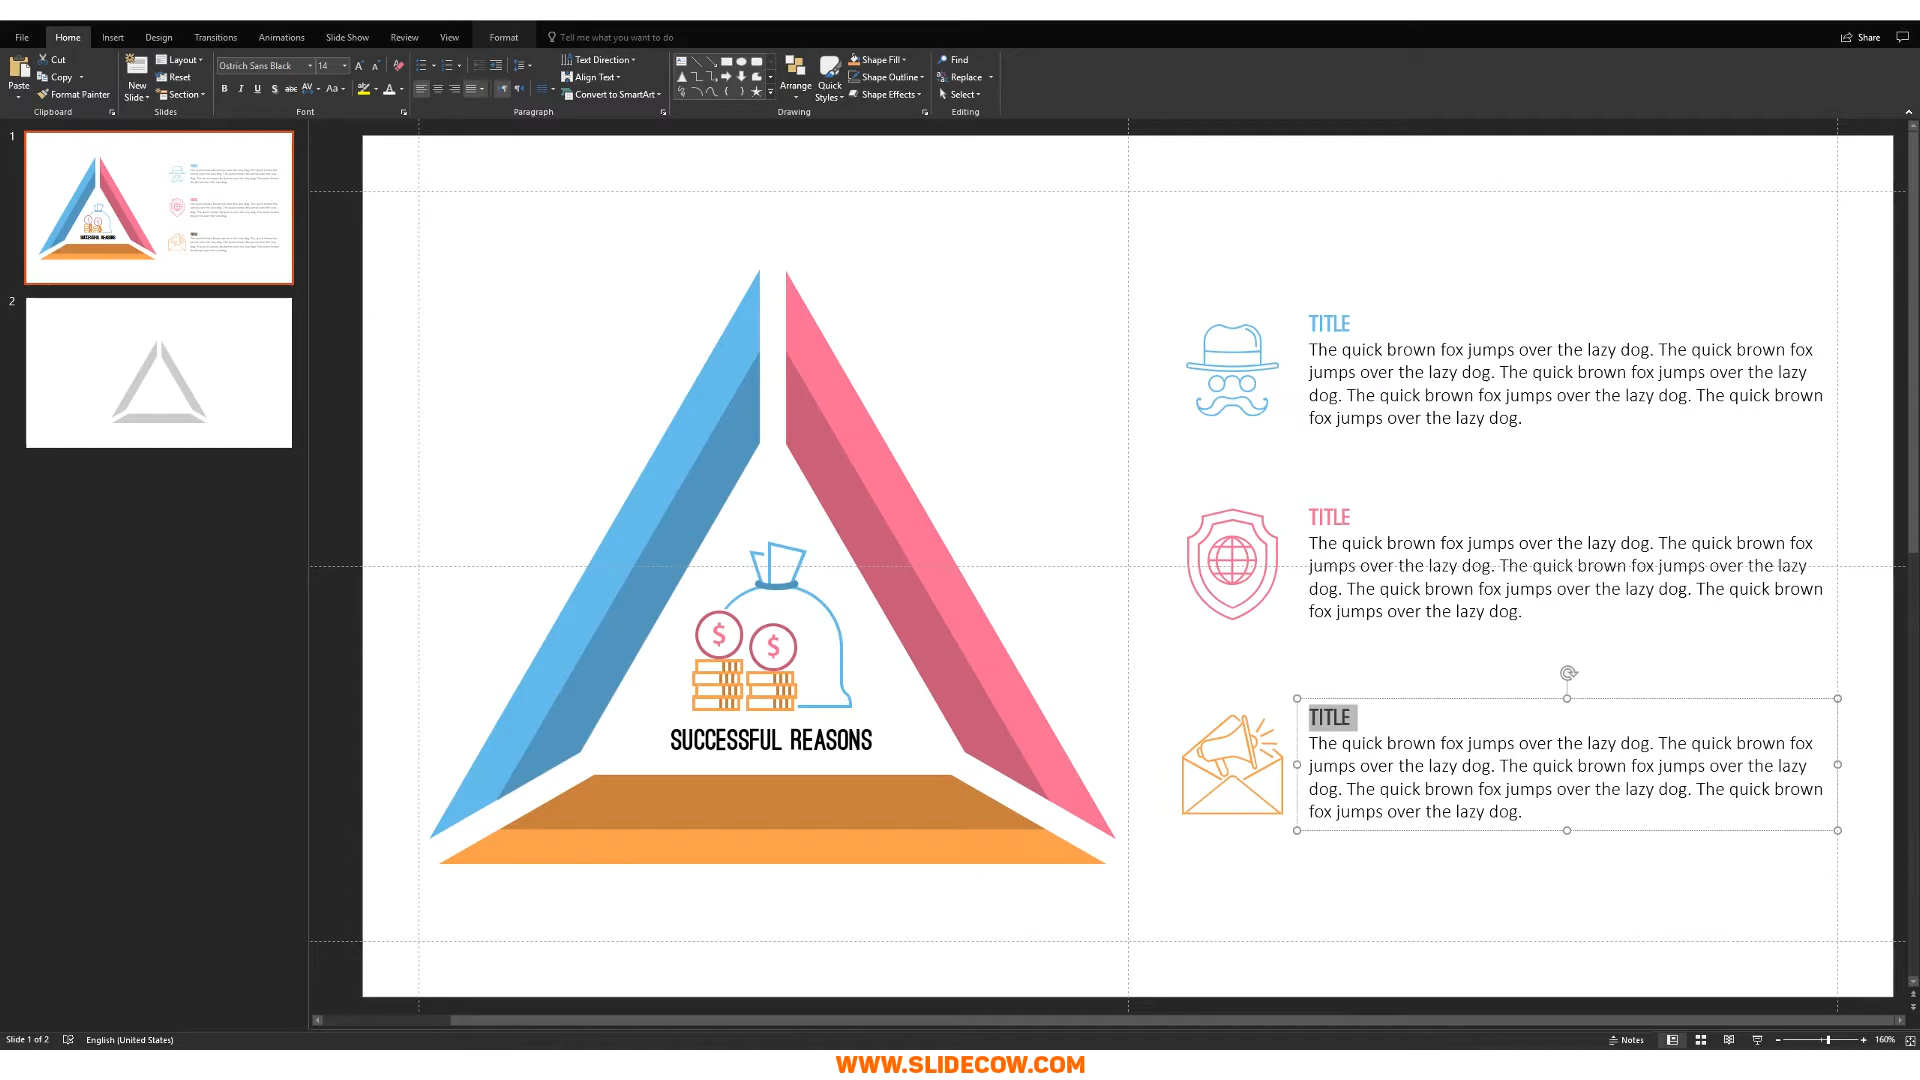 File Home Insert Design Transitions Animations Slide Show Review View Format Tell me what you want to do Share
Paste Cut Copy Format Painter Clipboard
New Slide Layout Reset Section Slides
Ostrich Sans Black 14 B I U S abc AV Aa A Font
Text Direction Align Text Convert to SmartArt Paragraph
Arrange Quick Styles Shape Fill Shape Outline Shape Effects Drawing
Find Replace Select Editing
1
2
TITLE
The quick brown fox jumps over the lazy dog. The quick brown fox
jumps over the lazy dog. The quick brown fox jumps over the lazy
dog. The quick brown fox jumps over the lazy dog. The quick brown
fox jumps over the lazy dog.
TITLE
The quick brown fox jumps over the lazy dog. The quick brown fox
jumps over the lazy dog. The quick brown fox jumps over the lazy
dog. The quick brown fox jumps over the lazy dog. The quick brown
fox jumps over the lazy dog.
$ $
SUCCESSFUL REASONS
TITLE
The quick brown fox jumps over the lazy dog. The quick brown fox
jumps over the lazy dog. The quick brown fox jumps over the lazy
dog. The quick brown fox jumps over the lazy dog. The quick brown
fox jumps over the lazy dog.
Slide 1 of 2 English (United States) Notes 160%
WWW.SLIDECOW.COM